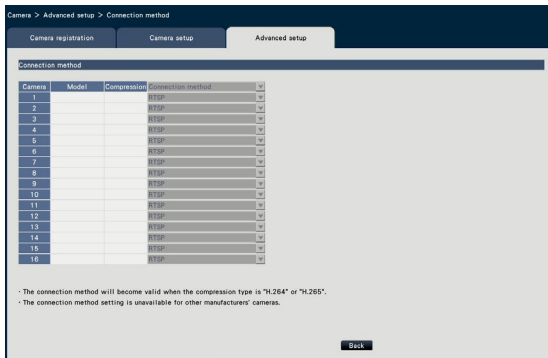 Camera > Advanced setup > Connection method
Camera registration Camera setup Advanced setup
Connection method
Camera Model Compression Connection method
1 RTSP
2 RTSP
3 RTSP
4 RTSP
5 RTSP
6 RTSP
7 RTSP
8 RTSP
9 RTSP
10 RTSP
11 RTSP
12 RTSP
13 RTSP
14 RTSP
15 RTSP
16 RTSP
・The connection method will become valid when the compression type is "H.264" or "H.265".
・The connection method setting is unavailable for other manufacturers' cameras.
Back